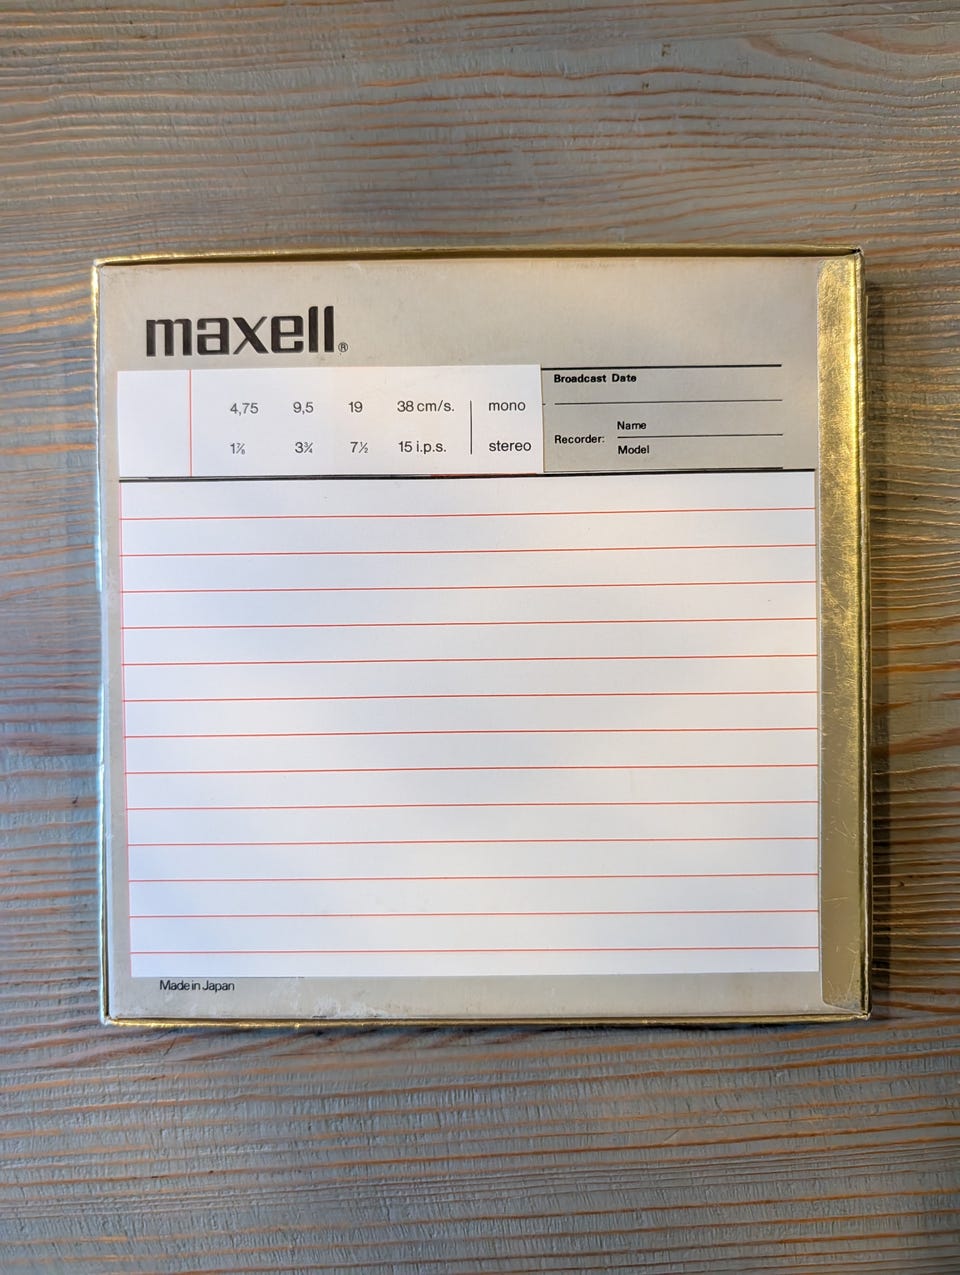 maxell®
Broadcast Date
4,75 9,5 19 38 cm/s. mono
Name
Recorder:
1⅞ 3¾ 7½ 15 i.p.s. stereo
Model
Made in Japan